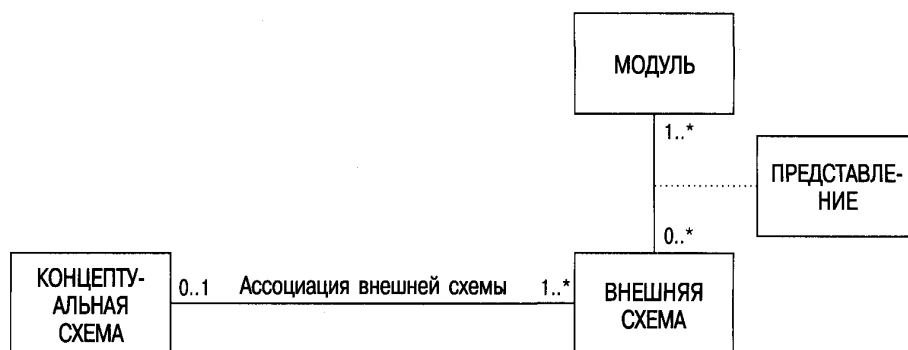 МОДУЛЬ
1..*
ПРЕДСТАВЛЕ-
НИЕ
0..*
КОНЦЕПТУ-
АЛЬНАЯ
СХЕМА
0..1 Ассоциация внешней схемы 1..*
ВНЕШНЯЯ
СХЕМА